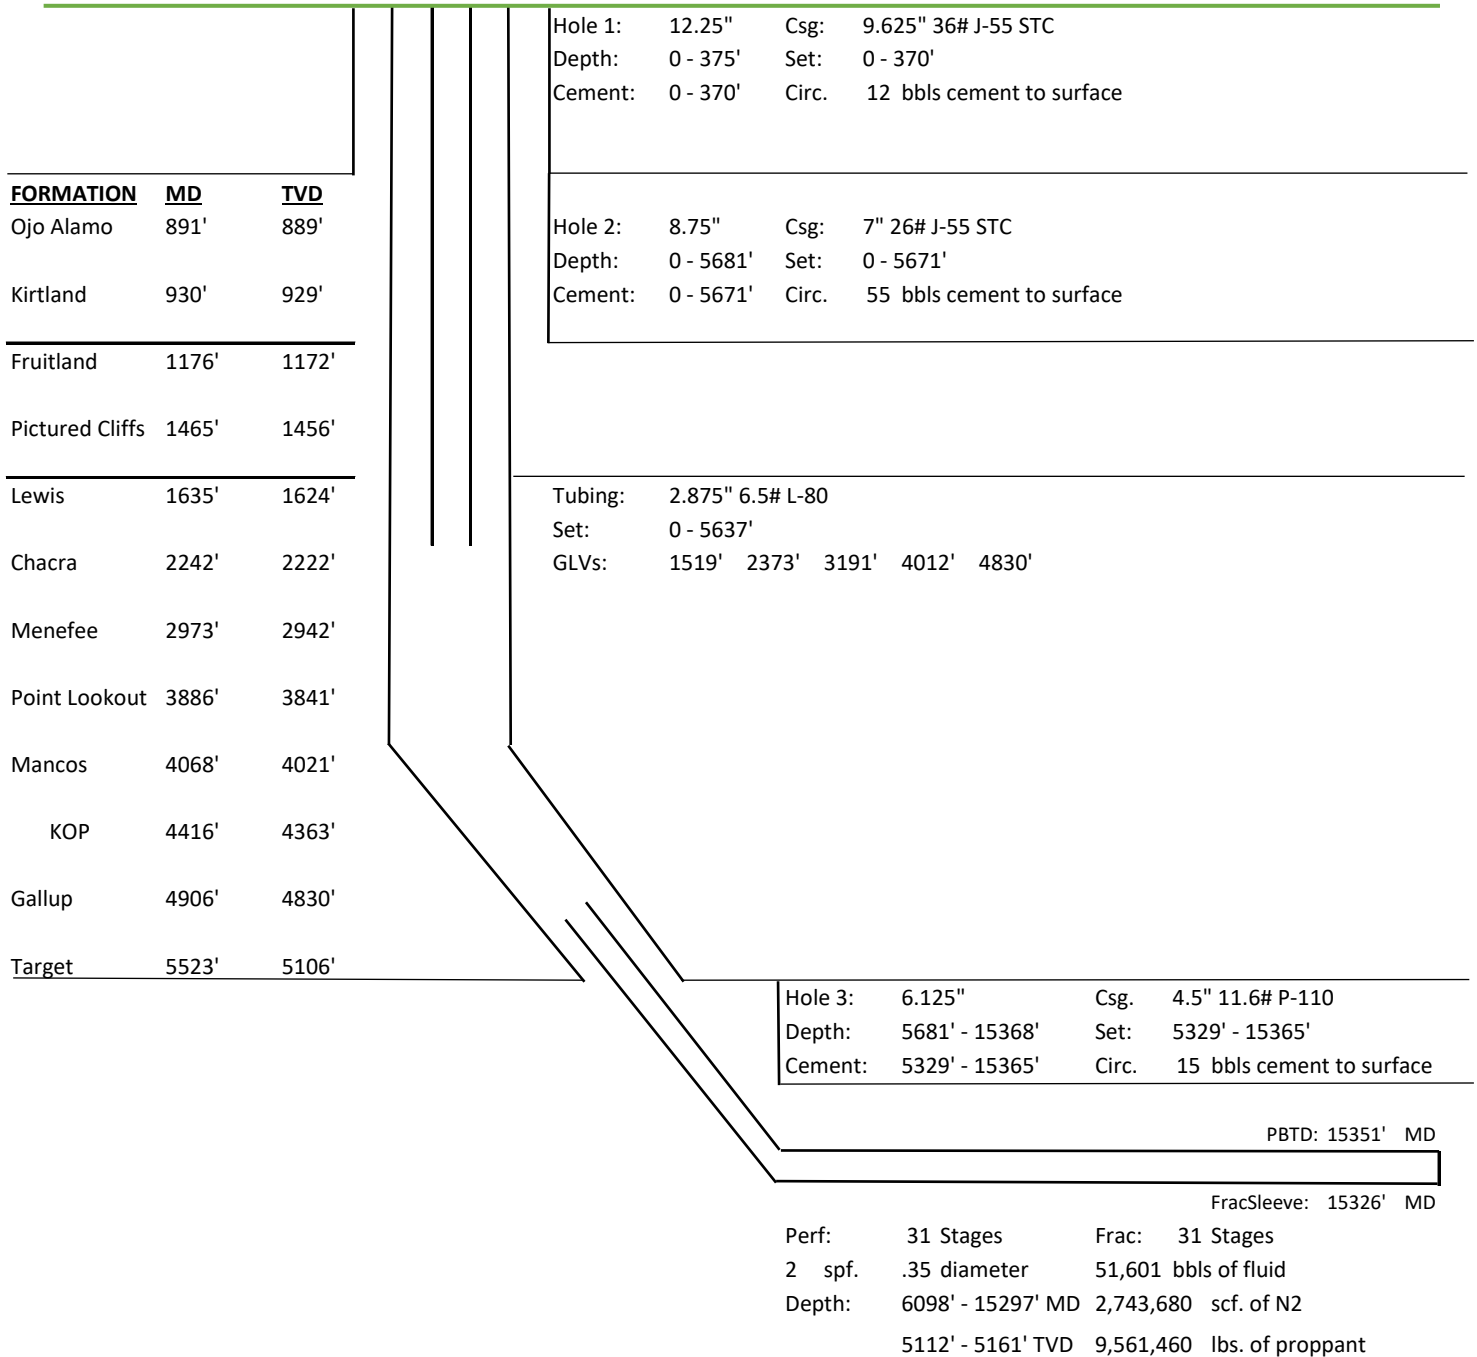 Hole 1: 12.25" Csg: 9.625" 36# J-55 STC
Depth: 0 - 375' Set: 0 - 370'
Cement: 0 - 370' Circ. 12 bbls cement to surface
FORMATION MD TVD
Ojo Alamo 891' 889'
Kirtland 930' 929'
Fruitland 1176' 1172'
Pictured Cliffs 1465' 1456'
Lewis 1635' 1624'
Chacra 2242' 2222'
Menefee 2973' 2942'
Point Lookout 3886' 3841'
Mancos 4068' 4021'
KOP 4416' 4363'
Gallup 4906' 4830'
Target 5523' 5106'
Hole 2: 8.75" Csg: 7" 26# J-55 STC
Depth: 0 - 5681' Set: 0 - 5671'
Cement: 0 - 5671' Circ. 55 bbls cement to surface
Tubing: 2.875" 6.5# L-80
Set: 0 - 5637'
GLVs: 1519' 2373' 3191' 4012' 4830'
Hole 3: 6.125" Csg. 4.5" 11.6# P-110
Depth: 5681' - 15368' Set: 5329' - 15365'
Cement: 5329' - 15365' Circ. 15 bbls cement to surface
PBTD: 15351' MD
FracSleeve: 15326' MD
Perf: 31 Stages Frac: 31 Stages
2 spf. .35 diameter 51,601 bbls of fluid
Depth: 6098' - 15297' MD 2,743,680 scf. of N2
5112' - 5161' TVD 9,561,460 lbs. of proppant